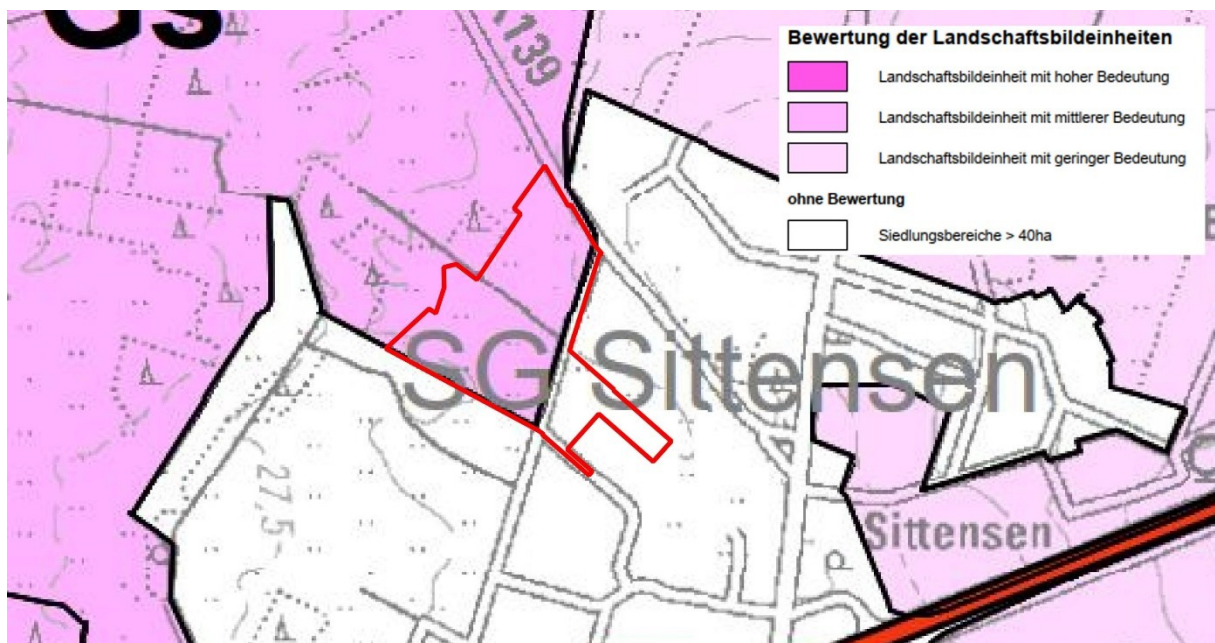 Gs
1139
Bewertung der Landschaftsbildeinheiten
Landschaftsbildeinheit mit hoher Bedeutung
Landschaftsbildeinheit mit mittlerer Bedeutung
Landschaftsbildeinheit mit geringer Bedeutung
ohne Bewertung
Siedlungsbereiche > 40ha
SG Sittensen
27,5
Sittensen
P